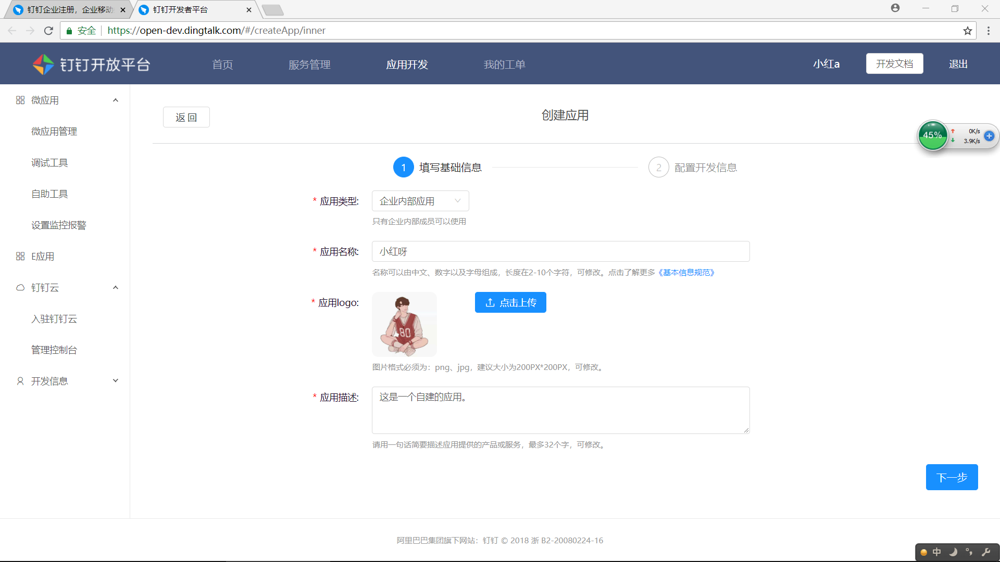 钉钉企业注册，企业移动
钉钉开发者平台
安全
https://open-dev.dingtalk.com/#/createApp/inner
钉钉开放平台
首页
服务管理
应用开发
我的工单
小红a
开发文档
退出
微应用
微应用管理
调试工具
自助工具
设置监控报警
E应用
钉钉云
入驻钉钉云
管理控制台
开发信息
返 回
创建应用
45%
0K/s
3.9K/s
1 填写基础信息
2 配置开发信息
* 应用类型:
企业内部应用
只有企业内部成员可以使用
* 应用名称:
小红呀
名称可以由中文、数字以及字母组成，长度在2-10个字符，可修改。点击了解更多《基本信息规范》
* 应用logo:
80
点击上传
图片格式必须为：png、jpg，建议大小为200PX*200PX，可修改。
* 应用描述:
这是一个自建的应用。
请用一句话简要描述应用提供的产品或服务，最多32个字，可修改。
下一步
阿里巴巴集团旗下网站：钉钉 © 2018 浙 B2-20080224-16
中